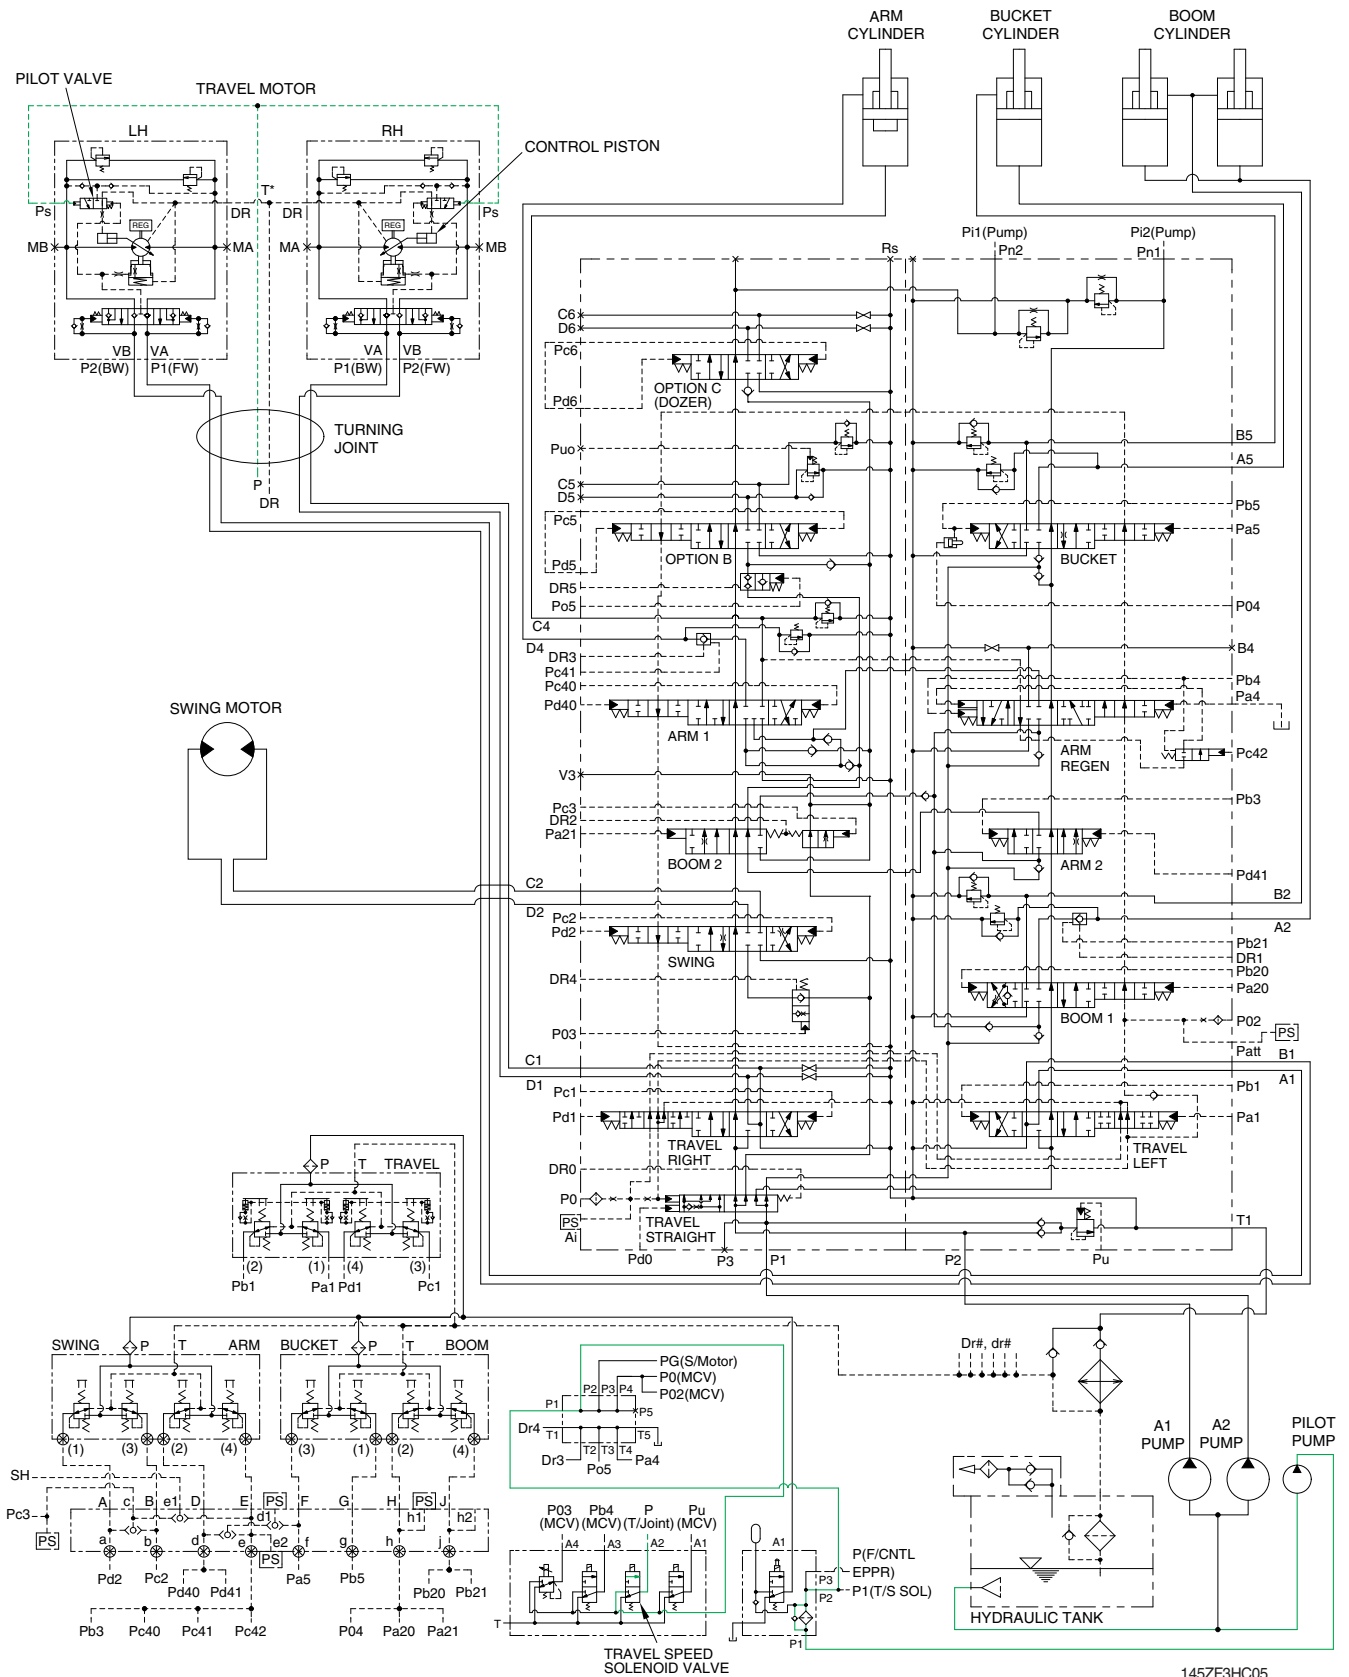 ARM
CYLINDER
BUCKET
CYLINDER
BOOM
CYLINDER
PILOT VALVE
TRAVEL MOTOR
LH
RH
CONTROL PISTON
T*
Ps
DR
DR
Ps
REG
REG
MB
MA
MA
MB
VB
VA
VA
VB
P2(BW)
P1(FW)
P1(BW)
P2(FW)
TURNING
JOINT
P
DR
Rs
Pi1(Pump)
Pn2
Pi2(Pump)
Pn1
C6
D6
Pc6
OPTION C
(DOZER)
Pd6
Puo
B5
A5
C5
D5
Pc5
Pb5
Pa5
OPTION B
BUCKET
Pd5
DR5
Po5
P04
C4
D4
B4
DR3
Pc41
Pc40
Pd40
Pb4
Pa4
ARM 1
ARM
REGEN
Pc42
SWING MOTOR
V3
Pc3
DR2
Pa21
Pb3
BOOM 2
ARM 2
Pd41
C2
B2
D2
A2
Pc2
Pd2
SWING
Pb21
DR1
DR4
Pb20
Pa20
BOOM 1
P03
P02
PS
Patt
C1
B1
D1
A1
Pc1
Pb1
Pd1
Pa1
TRAVEL
RIGHT
TRAVEL
LEFT
DR0
P0
PS
Ai
TRAVEL
STRAIGHT
T1
Pd0
P3
P1
P2
Pu
P
T
TRAVEL
(2)
(1)
(4)
(3)
Pb1
Pa1
Pd1
Pc1
SWING
P
T
ARM
BUCKET
P
T
BOOM
(1)
(3)
(2)
(4)
(3)
(1)
(2)
(4)
SH
Pc3
PS
A
c
B
e1
D
E
PS
F
G
H
PS
J
d1
h1
h2
a
b
d
e
e2
f
g
h
i
PS
Pd2
Pc2
Pd40
Pd41
Pa5
Pb5
Pb20
Pb21
Pb3
Pc40
Pc41
Pc42
P04
Pa20
Pa21
PG(S/Motor)
P0(MCV)
P02(MCV)
P1
P2
P3
P4
P5
Dr4
T1
T2
T3
T4
T5
Dr3
Po5
Pa4
P03
(MCV)
Pb4
(MCV)
P
(T/Joint)
Pu
(MCV)
A4
A3
A2
A1
T
TRAVEL SPEED
SOLENOID VALVE
A1
P3
P2
P1
P(F/CNTL
EPPR)
P1(T/S SOL)
Dr#, dr#
A1
PUMP
A2
PUMP
PILOT
PUMP
HYDRAULIC TANK
145ZF3HC05